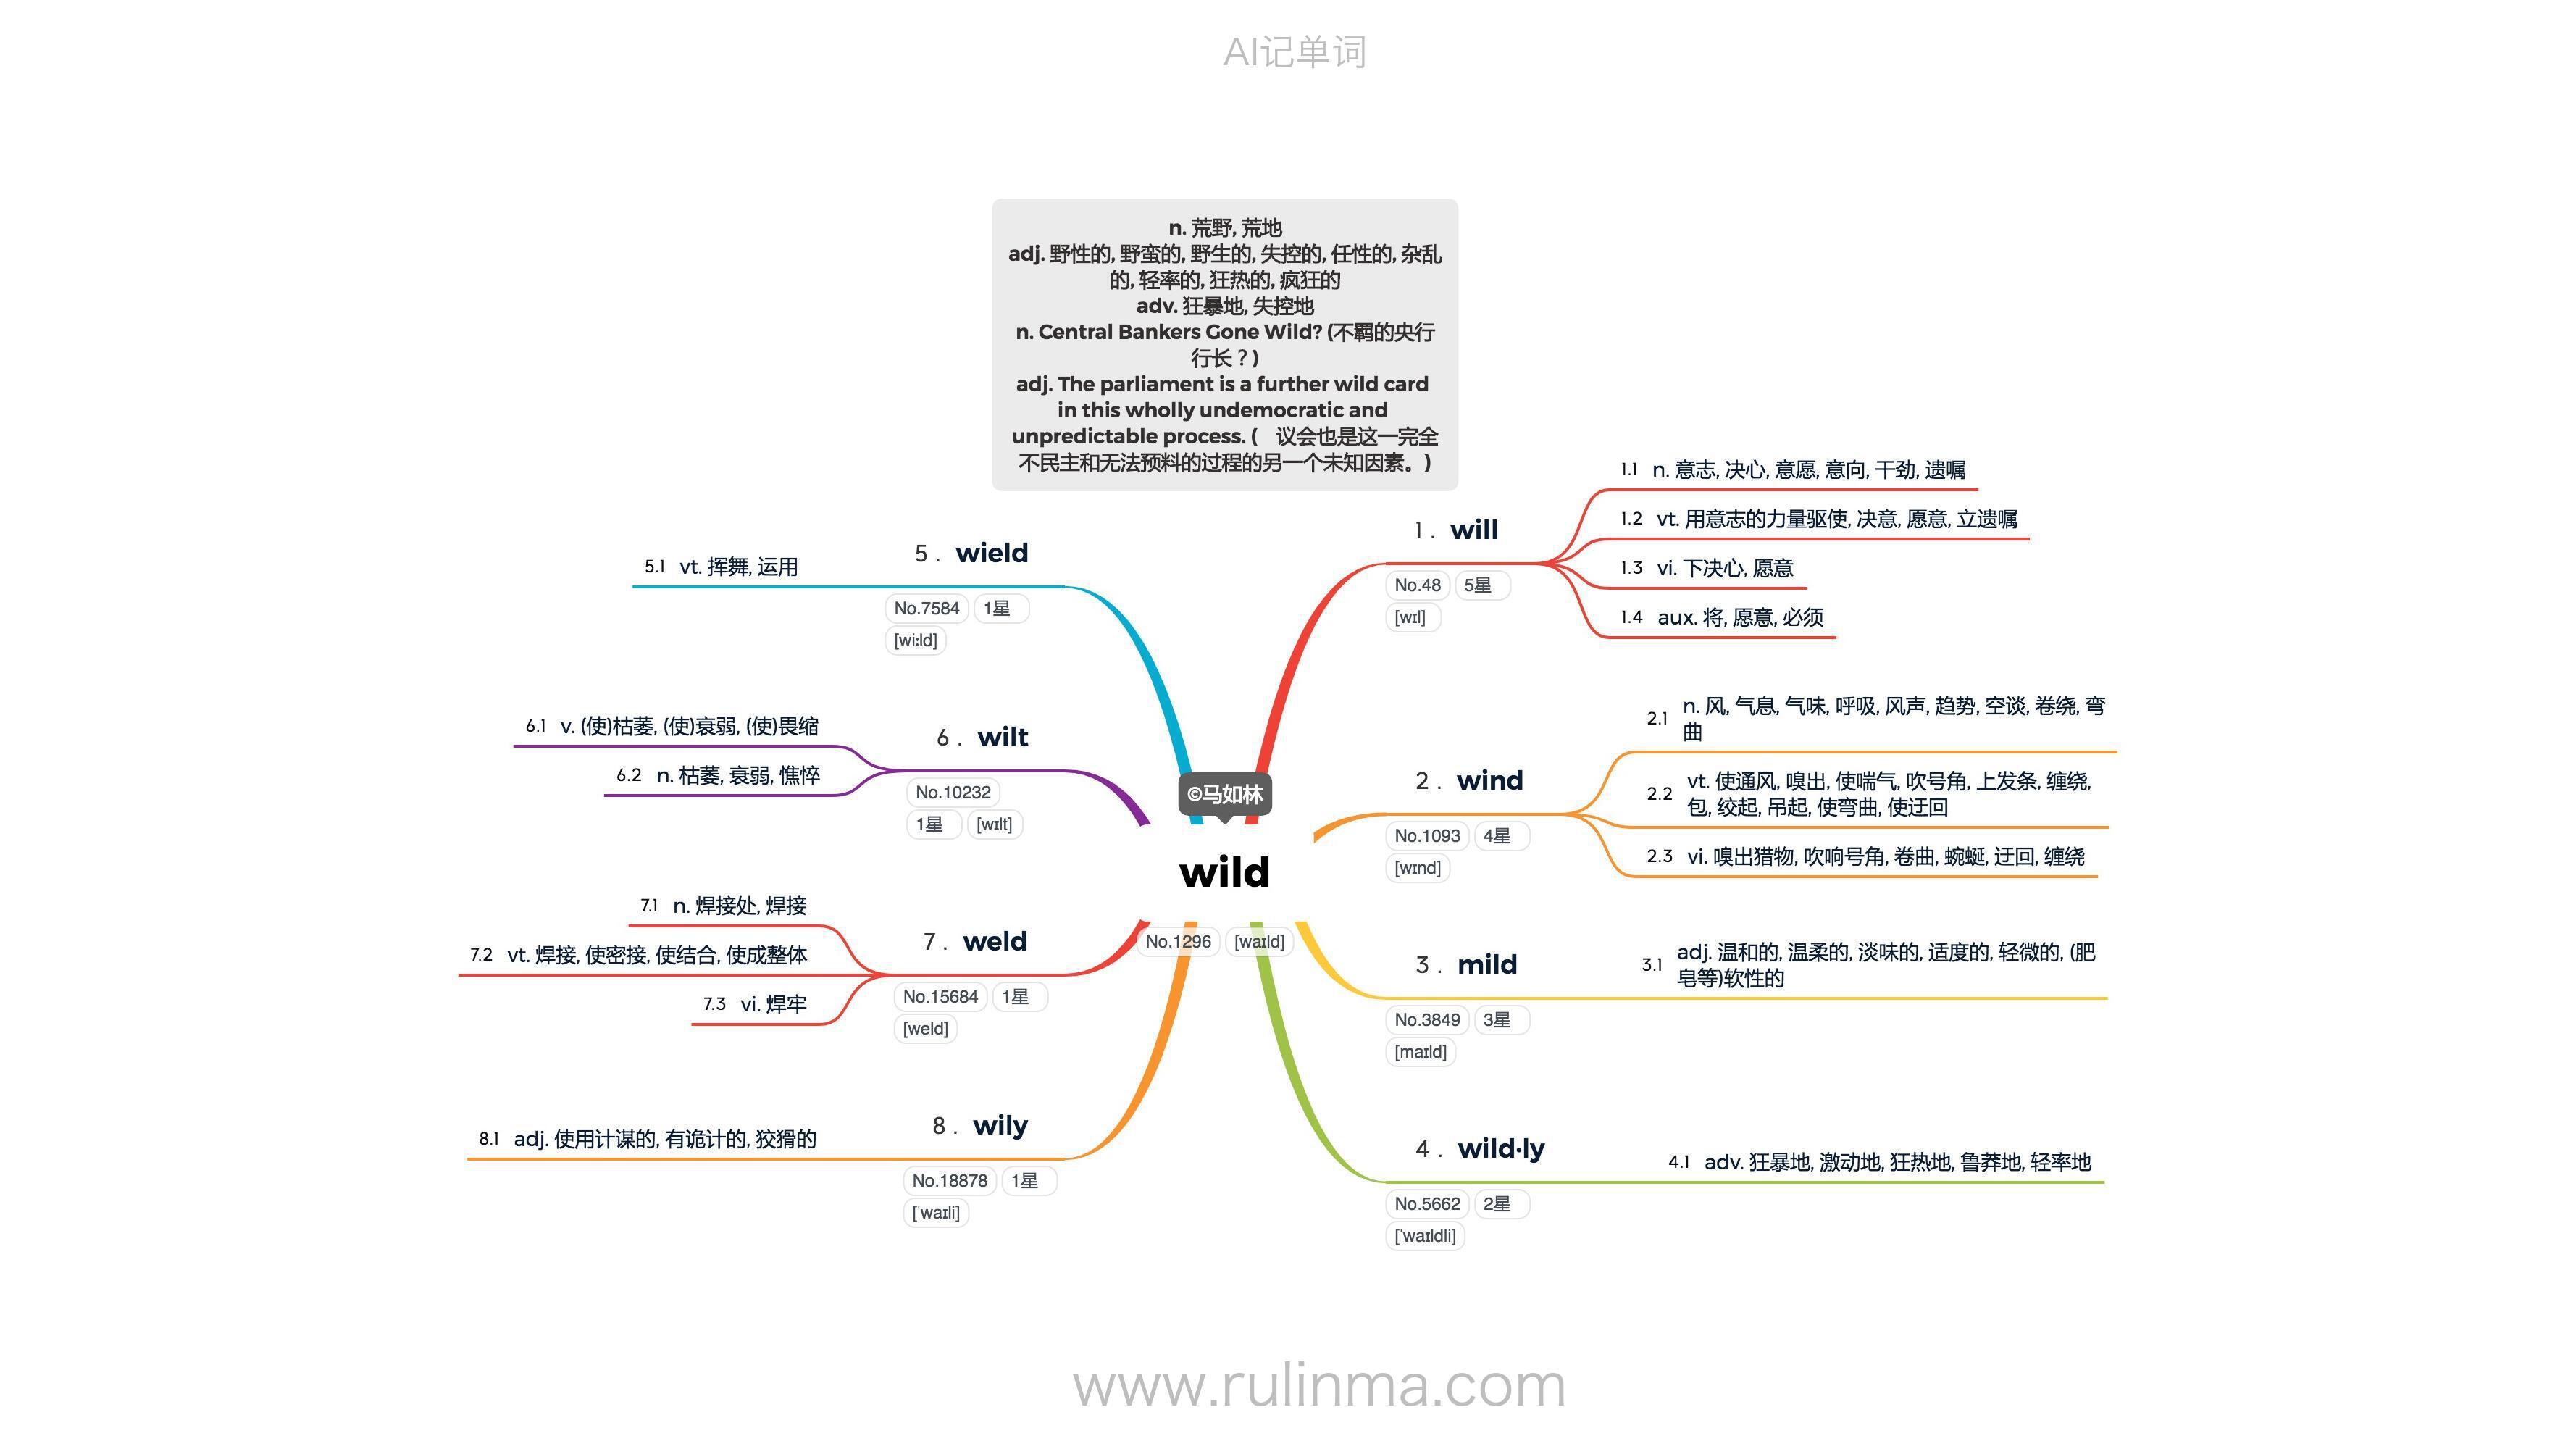 AI记单词
n. 荒野, 荒地
adj. 野性的, 野蛮的, 野生的, 失控的, 任性的, 杂乱
的, 轻率的, 狂热的, 疯狂的
adv. 狂暴地, 失控地
n. Central Bankers Gone Wild? (不羁的央行
行长？)
adj. The parliament is a further wild card
in this wholly undemocratic and
unpredictable process. ( 议会也是这一完全
不民主和无法预料的过程的另一个未知因素。)
©马如林
wild
No.1296 [waɪld]
1 . will
No.48 5星
[wɪl]
1.1 n. 意志, 决心, 意愿, 意向, 干劲, 遗嘱
1.2 vt. 用意志的力量驱使, 决意, 愿意, 立遗嘱
1.3 vi. 下决心, 愿意
1.4 aux. 将, 愿意, 必须
2 . wind
No.1093 4星
[wɪnd]
2.1 n. 风, 气息, 气味, 呼吸, 风声, 趋势, 空谈, 卷绕, 弯
曲
2.2 vt. 使通风, 嗅出, 使喘气, 吹号角, 上发条, 缠绕,
包, 绞起, 吊起, 使弯曲, 使迂回
2.3 vi. 嗅出猎物, 吹响号角, 卷曲, 蜿蜒, 迂回, 缠绕
3 . mild
No.3849 3星
[maɪld]
3.1 adj. 温和的, 温柔的, 淡味的, 适度的, 轻微的, (肥
皂等)软性的
4 . wild·ly
No.5662 2星
[ˈwaɪldli]
4.1 adv. 狂暴地, 激动地, 狂热地, 鲁莽地, 轻率地
5 . wield
No.7584 1星
[wiːld]
5.1 vt. 挥舞, 运用
6 . wilt
No.10232
1星 [wɪlt]
6.1 v. (使)枯萎, (使)衰弱, (使)畏缩
6.2 n. 枯萎, 衰弱, 憔悴
7 . weld
No.15684 1星
[weld]
7.1 n. 焊接处, 焊接
7.2 vt. 焊接, 使密接, 使结合, 使成整体
7.3 vi. 焊牢
8 . wily
No.18878 1星
[ˈwaɪli]
8.1 adj. 使用计谋的, 有诡计的, 狡猾的
www.rulinma.com